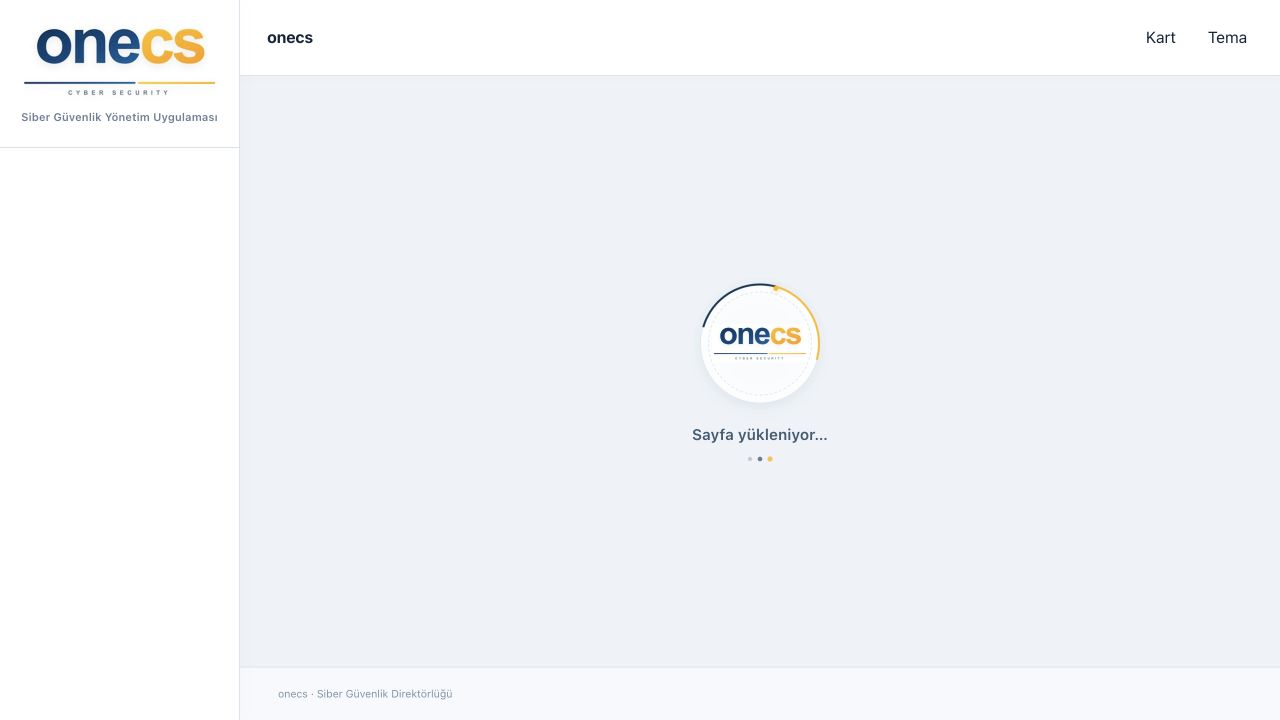 onecs
CYBER SECURITY
Siber Güvenlik Yönetim Uygulaması
onecs
Kart
Tema
onecs
CYBER SECURITY
Sayfa yükleniyor...
onecs · Siber Güvenlik Direktörlüğü